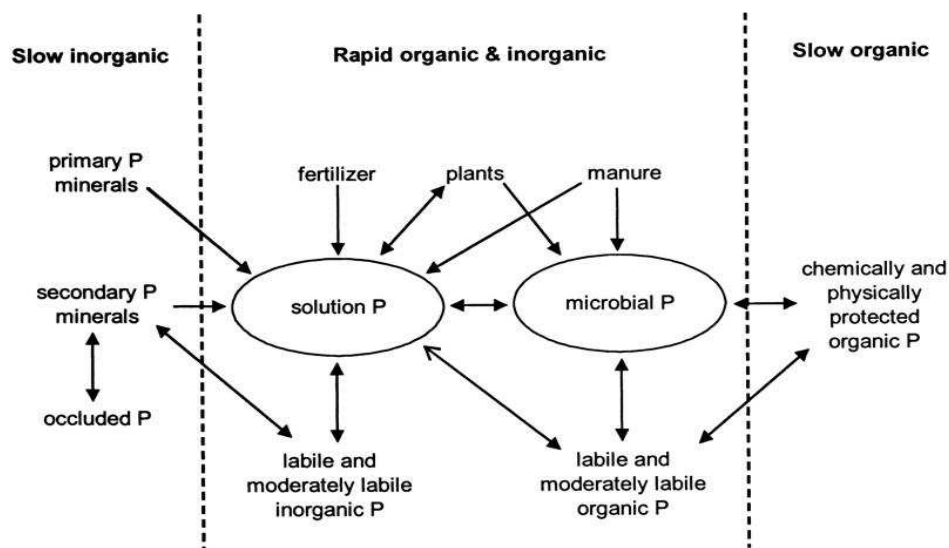 Slow inorganic
Rapid organic & inorganic
Slow organic
primary P
minerals
fertilizer
plants
manure
secondary P
minerals
solution P
microbial P
chemically and
physically
protected
organic P
occluded P
labile and
moderately labile
inorganic P
labile and
moderately labile
organic P